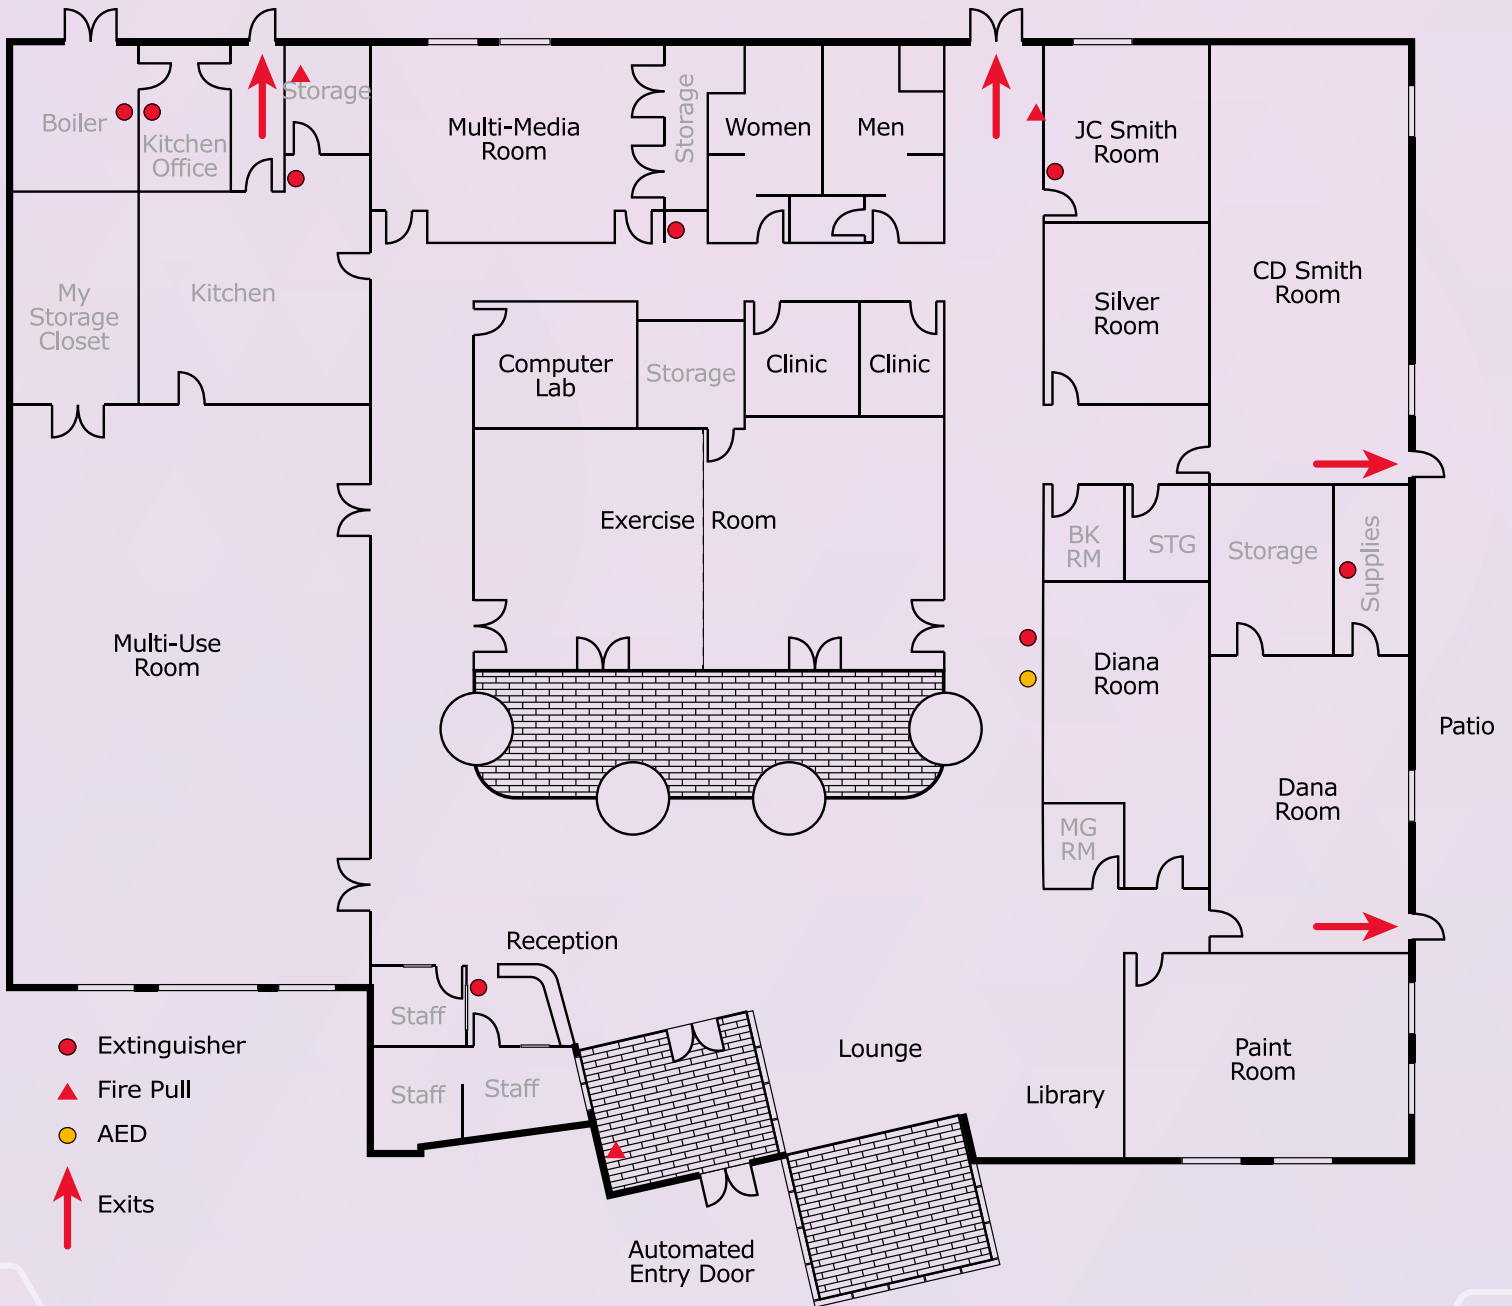 Boiler
Kitchen
Office
Storage
Multi-Media
Room
Storage
Women
Men
JC Smith
Room
CD Smith
Room
My
Storage
Closet
Kitchen
Silver
Room
Computer
Lab
Storage
Clinic
Clinic
Exercise Room
BK
RM
STG
Storage
Supplies
Multi-Use
Room
Diana
Room
Patio
Dana
Room
MG
RM
Reception
Staff
Staff
Staff
Lounge
Library
Paint
Room
Extinguisher
Fire Pull
AED
Exits
Automated
Entry Door